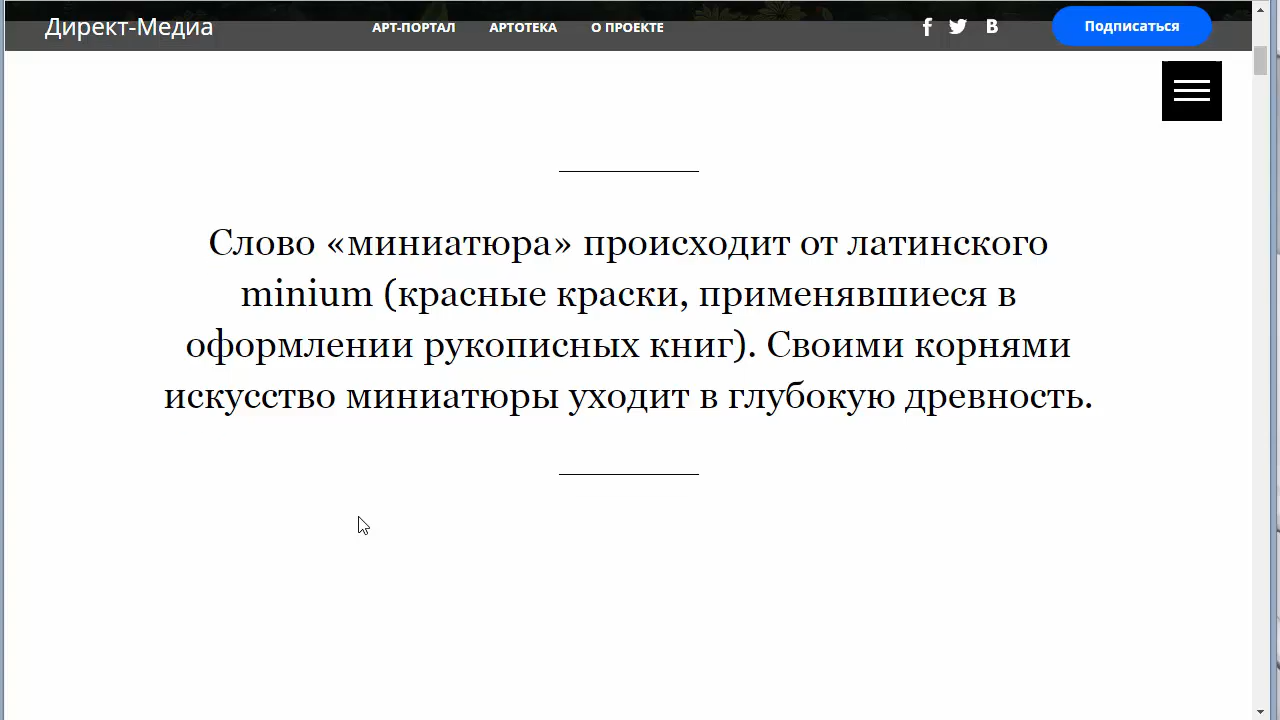 Директ-Медиа
АРТ-ПОРТАЛ АРТОТЕКА О ПРОЕКТЕ
Подписаться
Слово «миниатюра» происходит от латинского
minium (красные краски, применявшиеся в
оформлении рукописных книг). Своими корнями
искусство миниатюры уходит в глубокую древность.